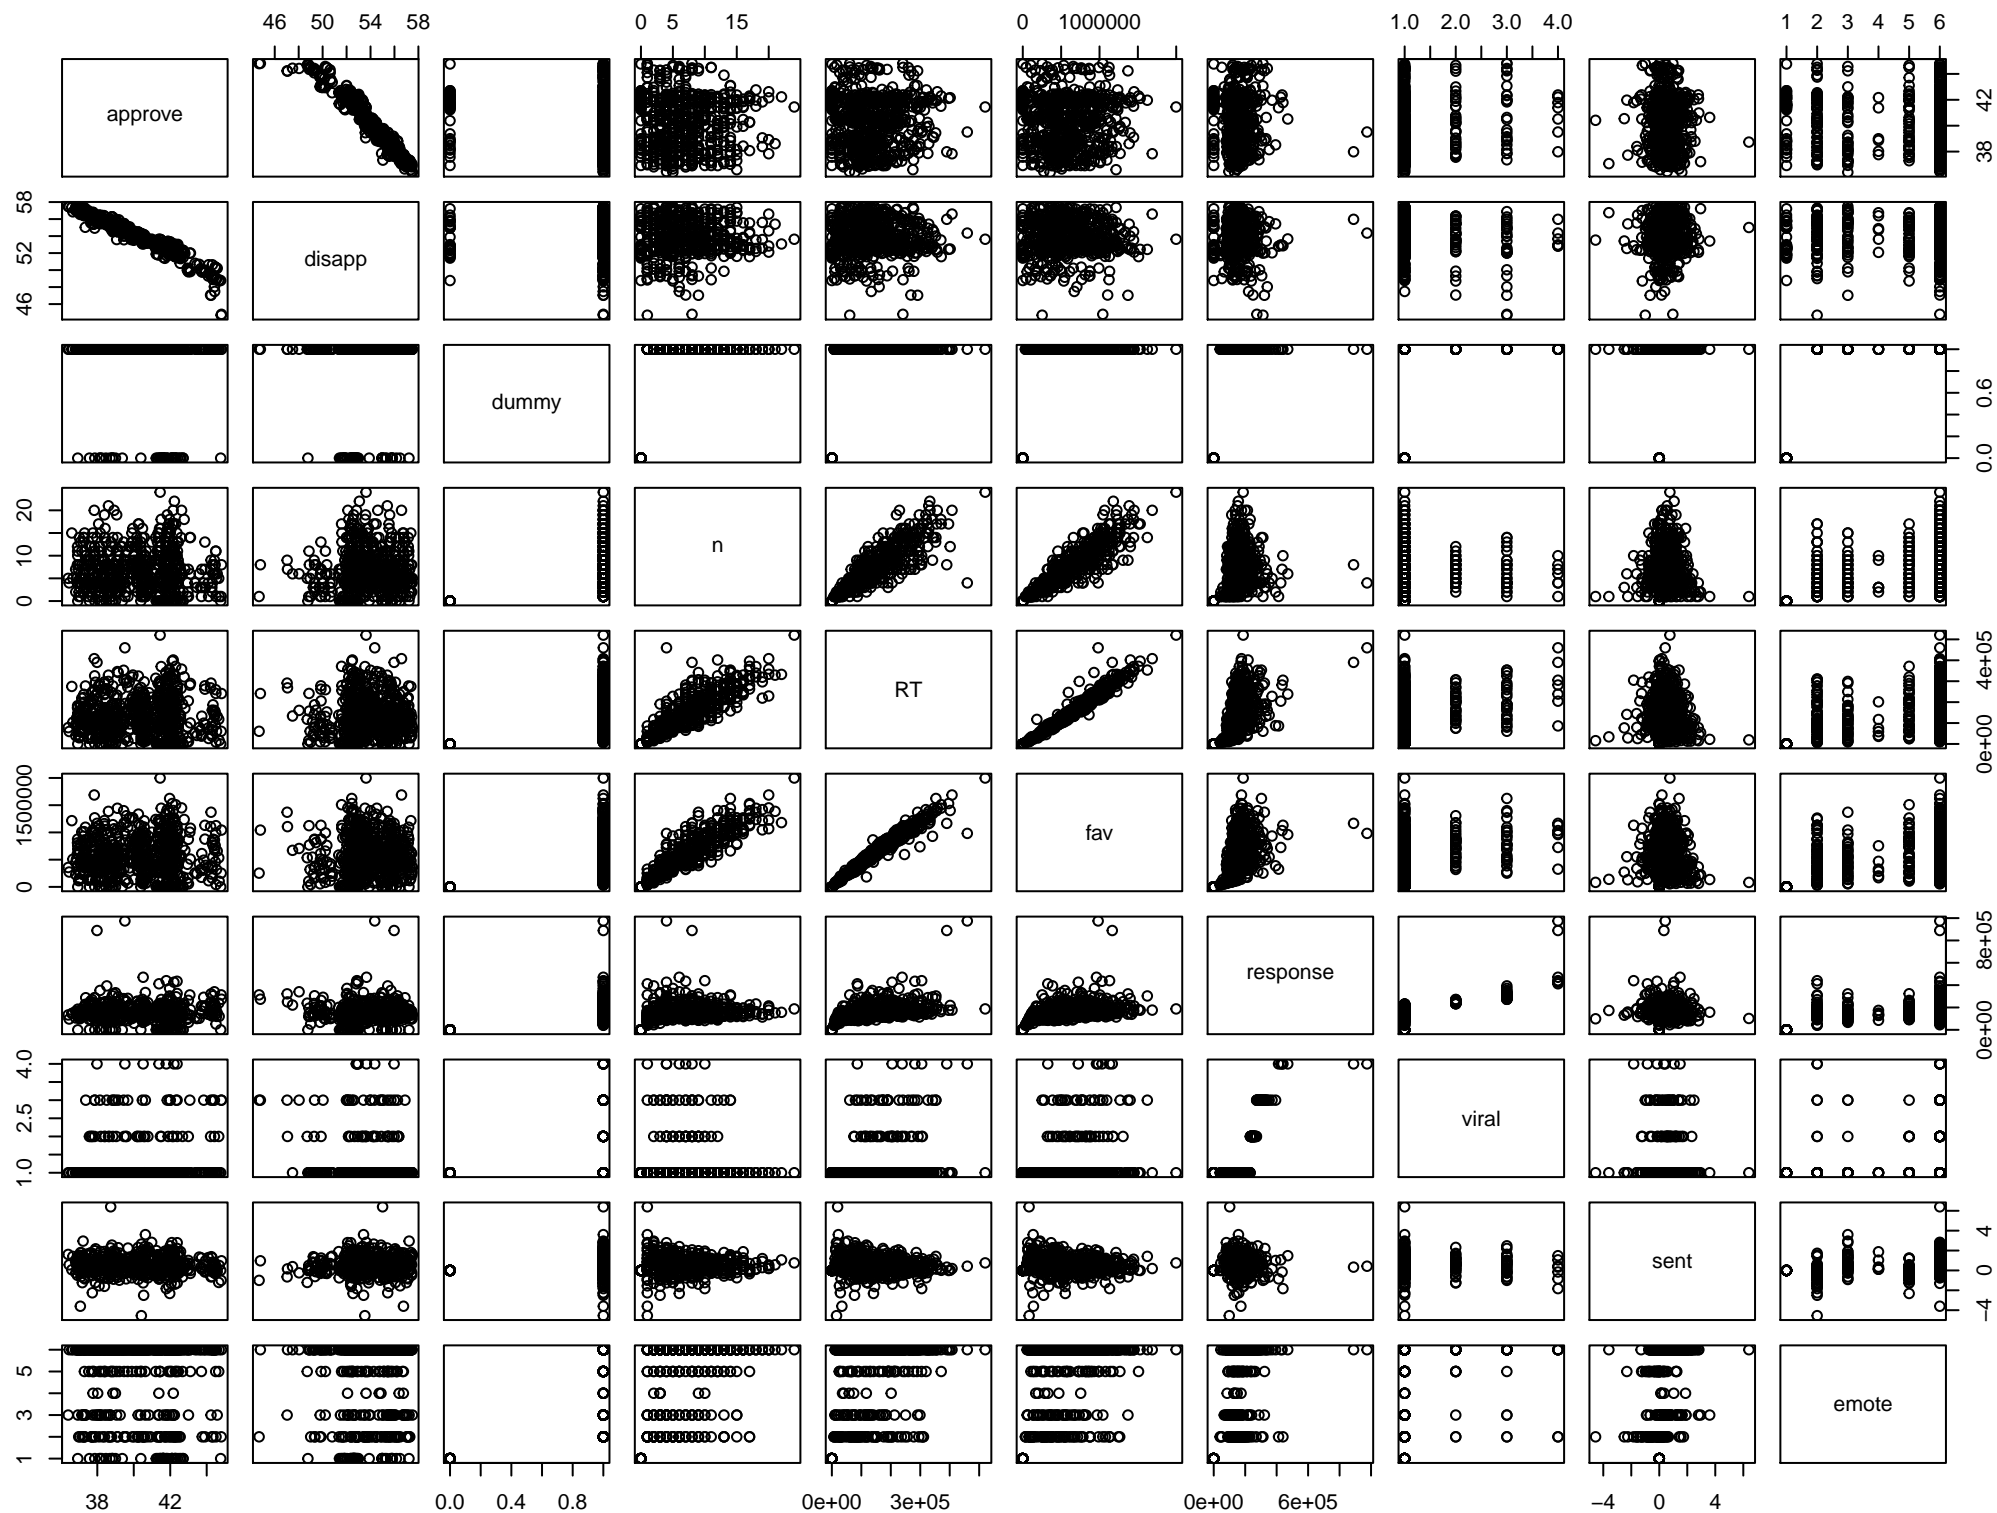 46 50 54 58 0 5 15 0 1000000 1.0 2.0 3.0 4.0 1 2 3 4 5 6
approve 38 42
46 52 58 disapp
dummy 0.0 0.6
0 10 20 n
RT 0e+00 4e+05
0 1500000 fav
response 0e+00 8e+05
1.0 2.5 4.0 viral
sent −4 0 4
1 3 5 emote
38 42 0.0 0.4 0.8 0e+00 3e+05 0e+00 6e+05 −4 0 4